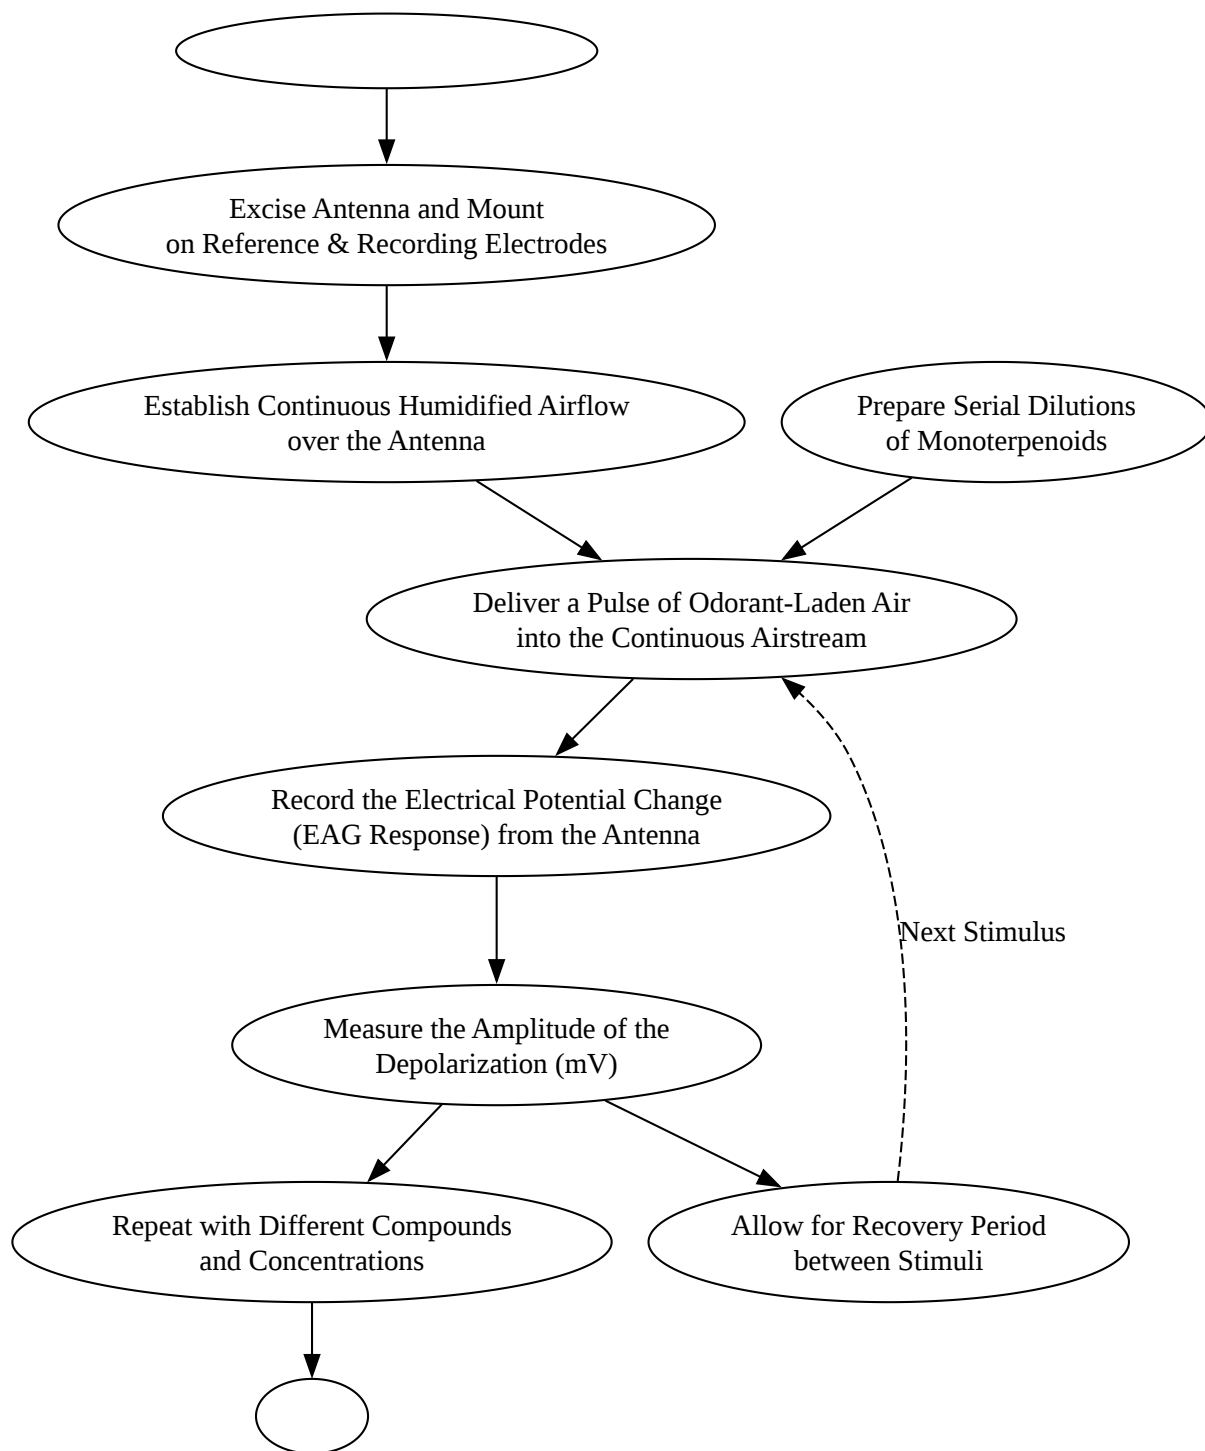 Excise Antenna and Mount
on Reference & Recording Electrodes
Establish Continuous Humidified Airflow
over the Antenna
Prepare Serial Dilutions
of Monoterpenoids
Deliver a Pulse of Odorant-Laden Air
into the Continuous Airstream
Record the Electrical Potential Change
(EAG Response) from the Antenna
Next Stimulus
Measure the Amplitude of the
Depolarization (mV)
Repeat with Different Compounds
and Concentrations
Allow for Recovery Period
between Stimuli